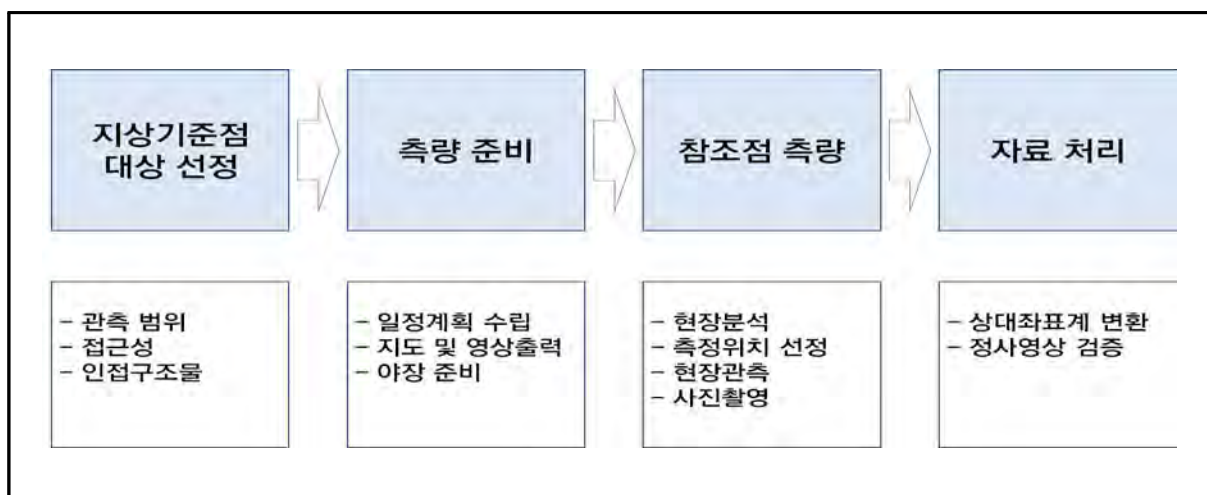 지상기준점
대상 선정
측량 준비
참조점 측량
자료 처리
- 관측 범위
- 접근성
- 인접구조물
- 일정계획 수립
- 지도 및 영상출력
- 야장 준비
- 현장분석
- 측정위치 선정
- 현장관측
- 사진촬영
- 상대좌표계 변환
- 정사영상 검증